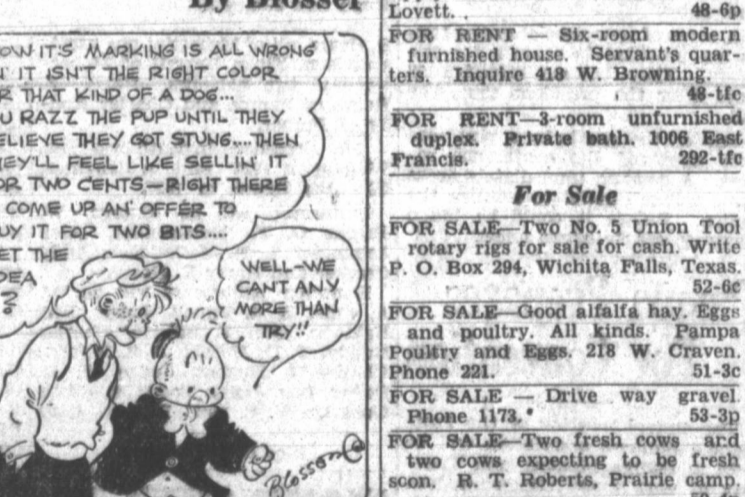 By Blosser
OW IT'S MARKING IS ALL WRONG
N' IT ISN'T THE RIGHT COLOR
R THAT KIND OF A DOG...
U RAZZ THE PUP UNTIL THEY
ELIEVE THEY GOT STUNG....THEN
EY'LL FEEL LIKE SELLIN' IT
OR TWO CENTS—RIGHT THERE
COME UP AN' OFFER TO
UY IT FOR TWO BITS....
ET THE
DEA
?
WELL—WE
CAN'T ANY
MORE THAN
TRY!!
Blosser
Lovett. 48-6p
FOR RENT — Six-room modern
furnished house. Servant's quar-
ters. Inquire 418 W. Browning.
48-tfc
FOR RENT—3-room unfurnished
duplex. Private bath. 1006 East
Francis. 292-tfc
For Sale
FOR SALE—Two No. 5 Union Tool
rotary rigs for sale for cash. Write
P. O. Box 294, Wichita Falls, Texas.
52-6c
FOR SALE—Good alfalfa hay. Eggs
and poultry. All kinds. Pampa
Poultry and Eggs. 218 W. Craven.
Phone 221. 51-3c
FOR SALE — Drive way gravel.
Phone 1173. 53-3p
FOR SALE—Two fresh cows and
two cows expecting to be fresh
soon. R. T. Roberts, Prairie camp.